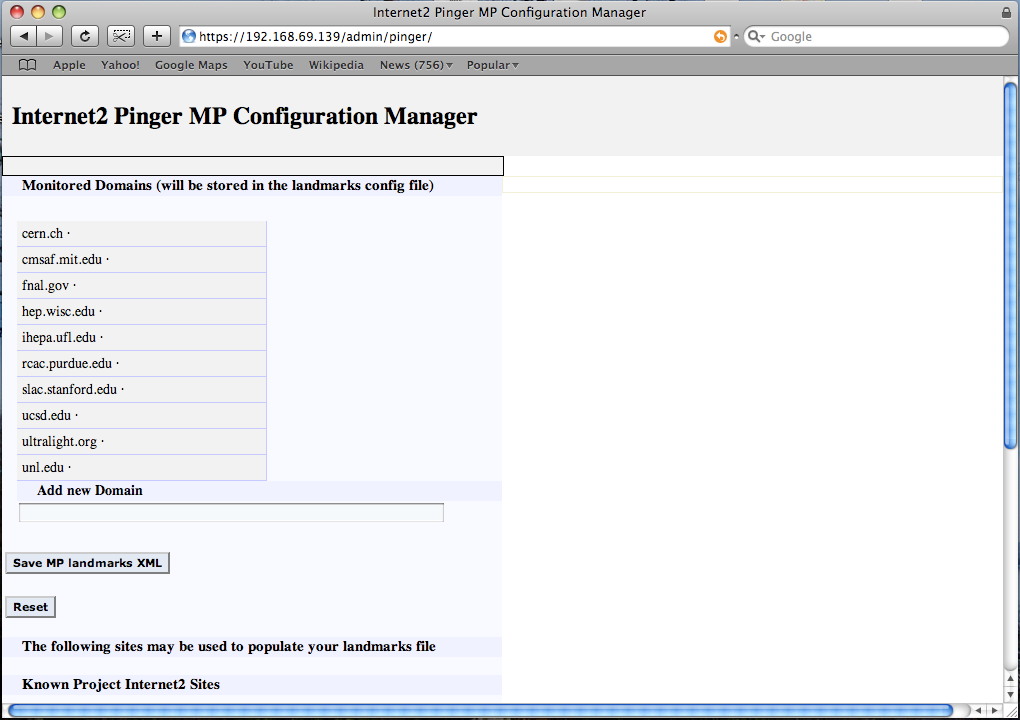 Internet2 Pinger MP Configuration Manager
https://192.168.69.139/admin/pinger/
Google
Apple Yahoo! Google Maps YouTube Wikipedia News (756) Popular
Internet2 Pinger MP Configuration Manager
Monitored Domains (will be stored in the landmarks config file)
cern.ch ·
cmsaf.mit.edu ·
fnal.gov ·
hep.wisc.edu ·
ihepa.ufl.edu ·
rcac.purdue.edu ·
slac.stanford.edu ·
ucsd.edu ·
ultralight.org ·
unl.edu ·
Add new Domain
Save MP landmarks XML
Reset
The following sites may be used to populate your landmarks file
Known Project Internet2 Sites